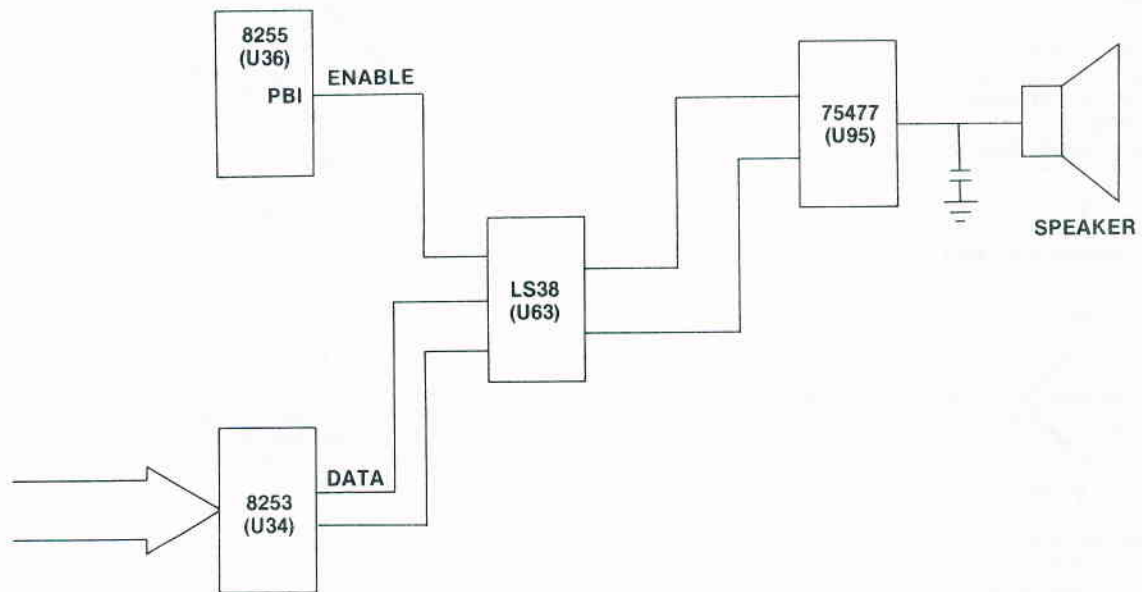 8255
(U36)
ENABLE
PBI
75477
(U95)
SPEAKER
LS38
(U63)
DATA
8253
(U34)